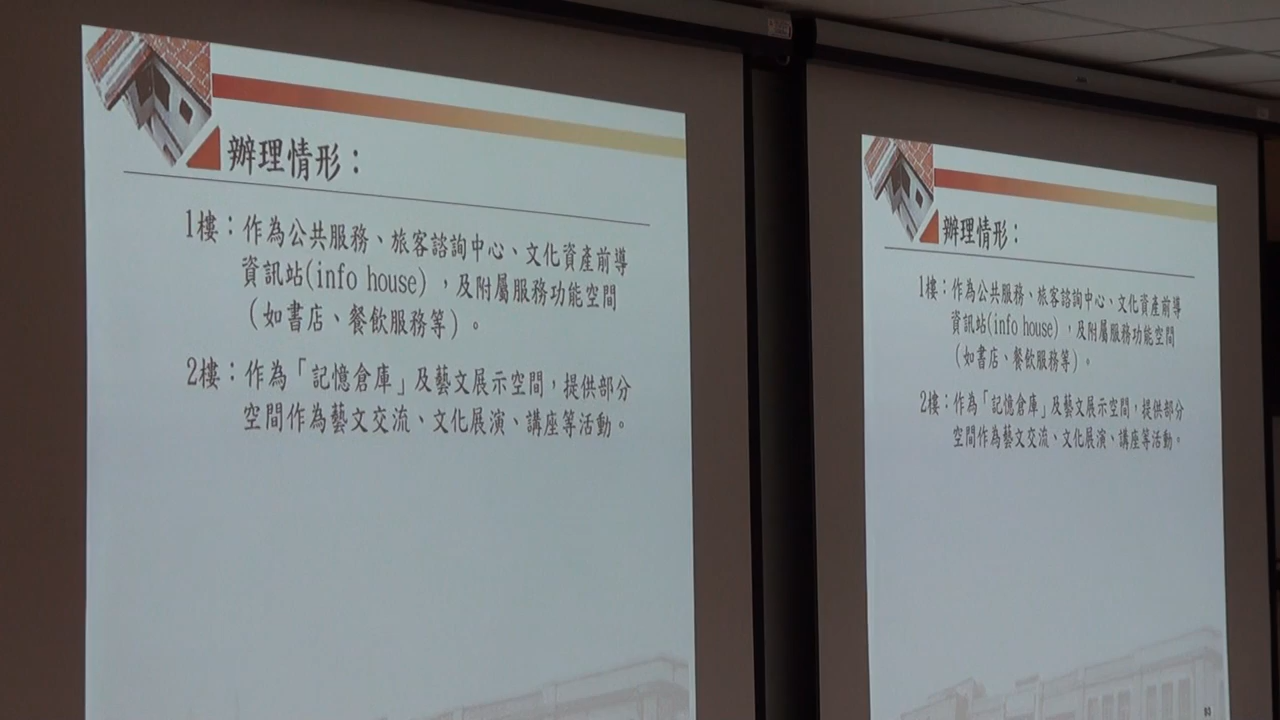 辦理情形：
1樓：作為公共服務、旅客諮詢中心、文化資產前導
資訊站(info house)，及附屬服務功能空間
（如書店、餐飲服務等）。
2樓：作為「記憶倉庫」及藝文展示空間，提供部分
空間作為藝文交流、文化展演、講座等活動。
辦理情形：
1樓：作為公共服務、旅客諮詢中心、文化資產前導
資訊站(info house)，及附屬服務功能空間
（如書店、餐飲服務等）。
2樓：作為「記憶倉庫」及藝文展示空間，提供部分
空間作為藝文交流、文化展演、講座等活動。